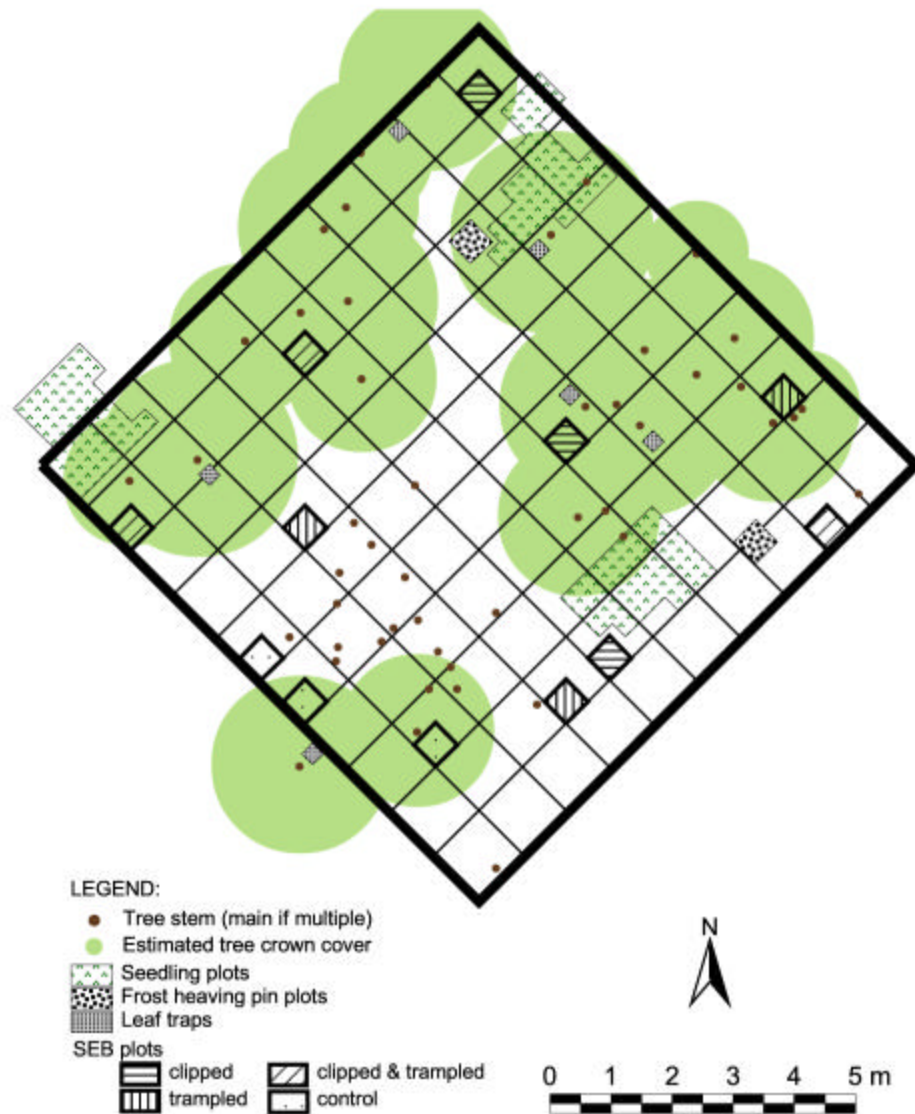 N
LEGEND:
Tree stem (main if multiple)
Estimated tree crown cover
Seedling plots
Frost heaving pin plots
Leaf traps
SEB plots
clipped clipped & trampled
trampled control
0 1 2 3 4 5 m